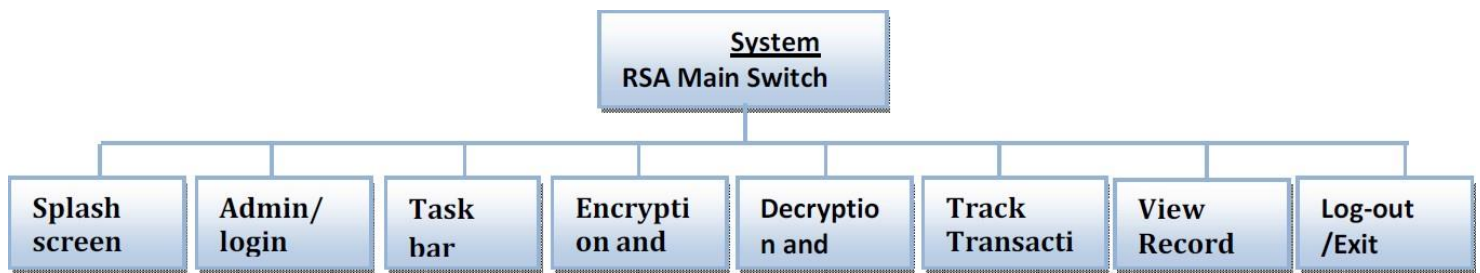 System
RSA Main Switch
Splash
screen
Admin/
login
Task
bar
Encrypti
on and
Decryptio
n and
Track
Transacti
View
Record
Log-out
/Exit